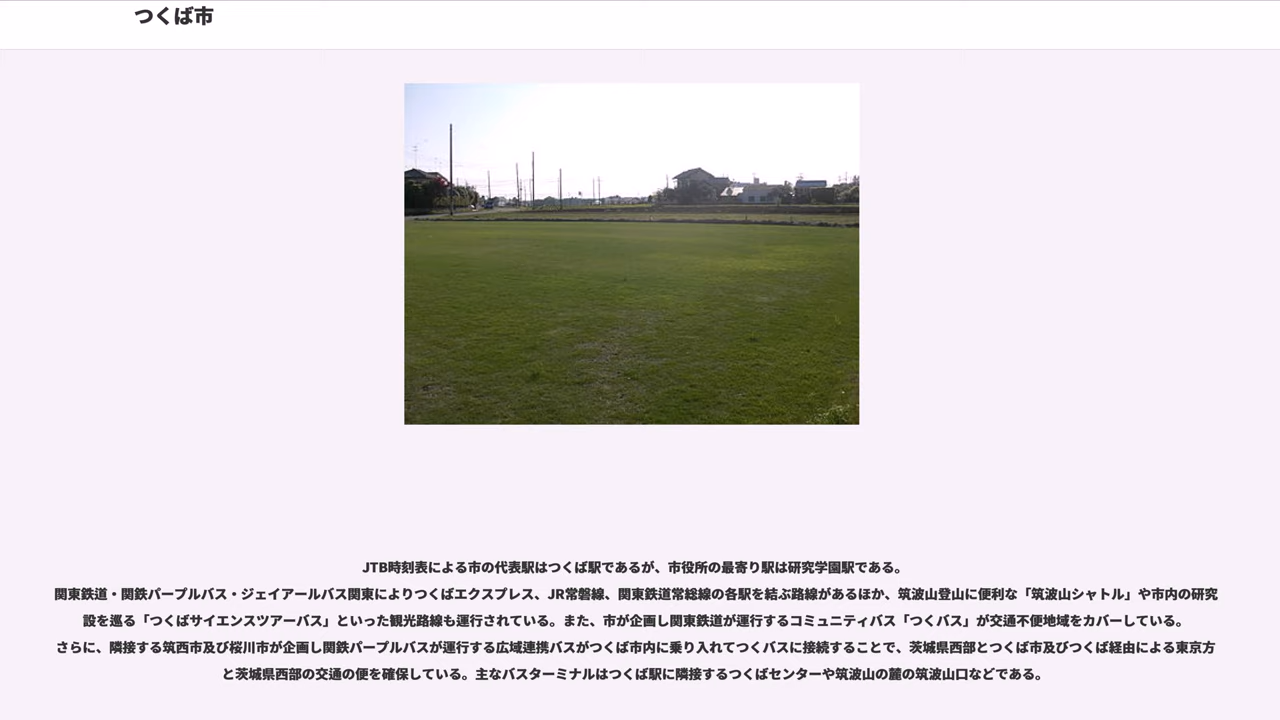 つくば市
JTB時刻表による市の代表駅はつくば駅であるが、市役所の最寄り駅は研究学園駅である。
関東鉄道・関鉄パープルバス・ジェイアールバス関東によりつくばエクスプレス、JR常磐線、関東鉄道常総線の各駅を結ぶ路線があるほか、筑波山登山に便利な「筑波山シャトル」や市内の研究
設を巡る「つくばサイエンスツアーバス」といった観光路線も運行されている。また、市が企画し関東鉄道が運行するコミュニティバス「つくバス」が交通不便地域をカバーしている。
さらに、隣接する筑西市及び桜川市が企画し関鉄パープルバスが運行する広域連携バスがつくば市内に乗り入れてつくバスに接続することで、茨城県西部とつくば市及びつくば経由による東京方
と茨城県西部の交通の便を確保している。主なバスターミナルはつくば駅に隣接するつくばセンターや筑波山の麓の筑波山口などである。